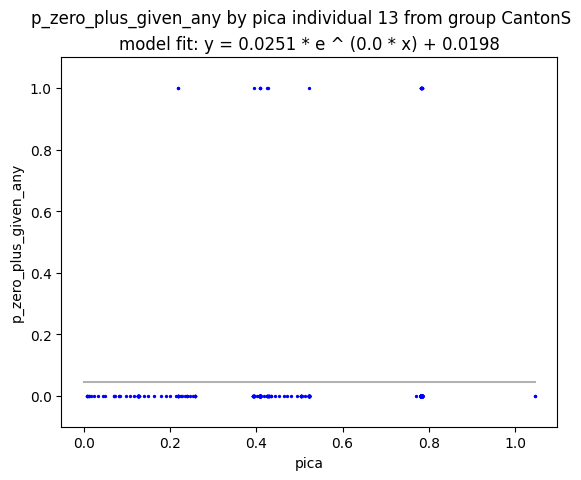 p_zero_plus_given_any by pica individual 13 from group CantonS
model fit: y = 0.0251 * e ^ (0.0 * x) + 0.0198
1.0
0.8
0.6
0.4
0.2
0.0
p_zero_plus_given_any
0.0 0.2 0.4 0.6 0.8 1.0
pica